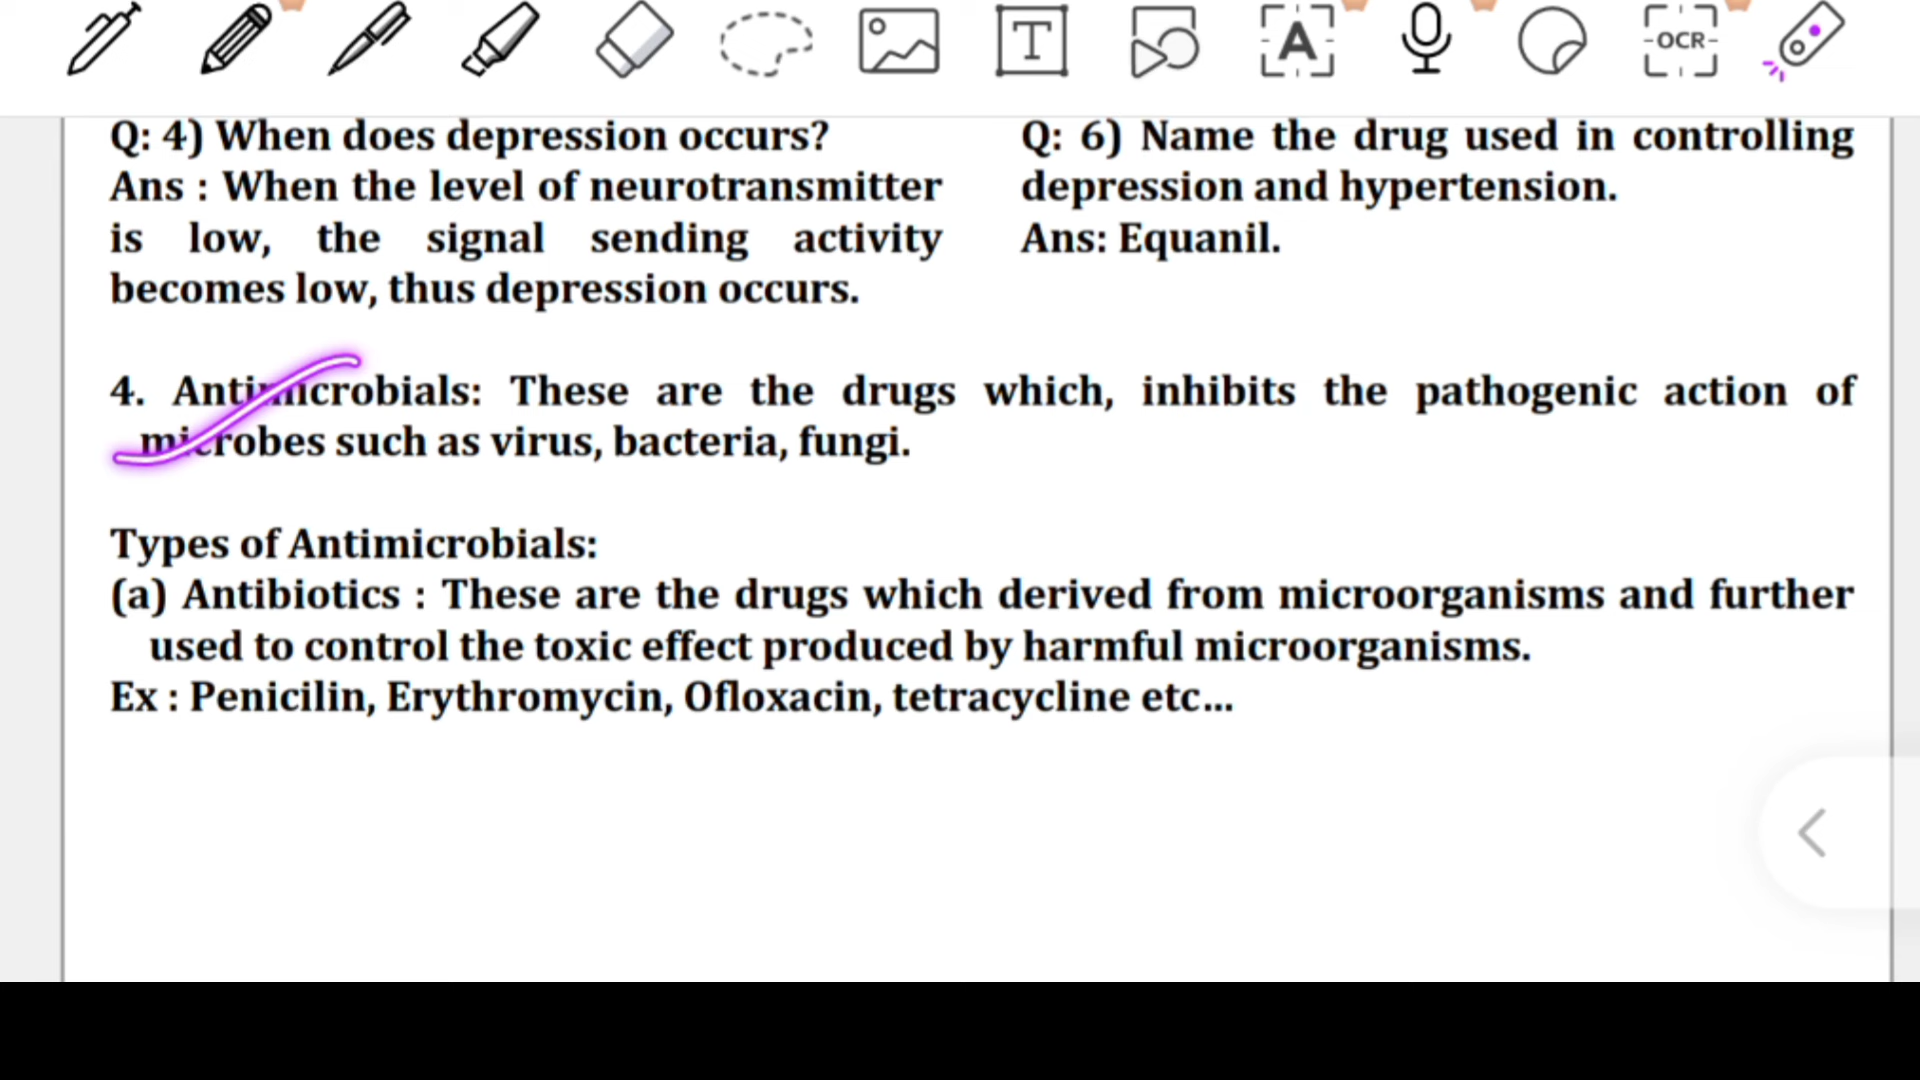 T
A
OCR
Q: 4) When does depression occurs?
Ans : When the level of neurotransmitter
is low, the signal sending activity
becomes low, thus depression occurs.
Q: 6) Name the drug used in controlling
depression and hypertension.
Ans: Equanil.
4. Antimicrobials: These are the drugs which, inhibits the pathogenic action of
microbes such as virus, bacteria, fungi.
Types of Antimicrobials:
(a) Antibiotics : These are the drugs which derived from microorganisms and further
used to control the toxic effect produced by harmful microorganisms.
Ex : Penicilin, Erythromycin, Ofloxacin, tetracycline etc...